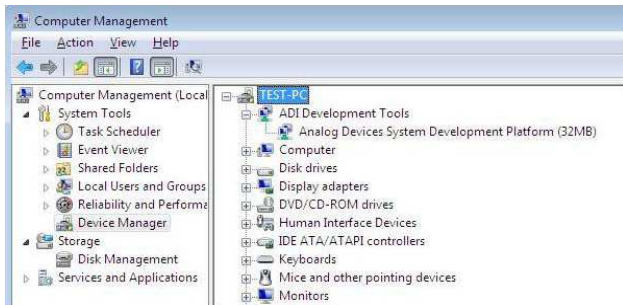 Computer Management
File Action View Help
Computer Management (Local
System Tools
Task Scheduler
Event Viewer
Shared Folders
Local Users and Groups
Reliability and Performa
Device Manager
Storage
Disk Management
Services and Applications
TEST-PC
ADI Development Tools
Analog Devices System Development Platform (32MB)
Computer
Disk drives
Display adapters
DVD/CD-ROM drives
Human Interface Devices
IDE ATA/ATAPI controllers
Keyboards
Mice and other pointing devices
Monitors